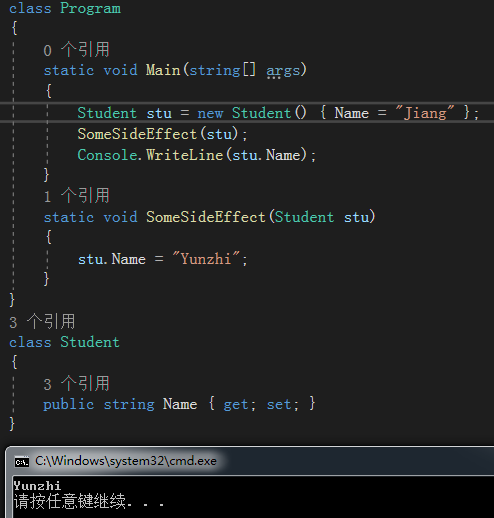 class Program
{
0 个引用
static void Main(string[] args)
{
Student stu = new Student() { Name = "Jiang" };
SomeSideEffect(stu);
Console.WriteLine(stu.Name);
}
1 个引用
static void SomeSideEffect(Student stu)
{
stu.Name = "Yunzhi";
}
}
3 个引用
class Student
{
3 个引用
public string Name { get; set; }
}
C:\Windows\system32\cmd.exe
Yunzhi
请按任意键继续. . .